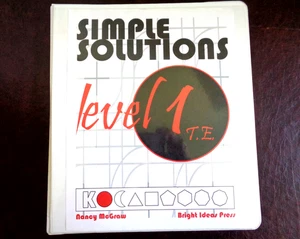 SIMPLE
SOLUTIONS
level 1
T.E.
K
Nancy McGraw Bright Ideas Press